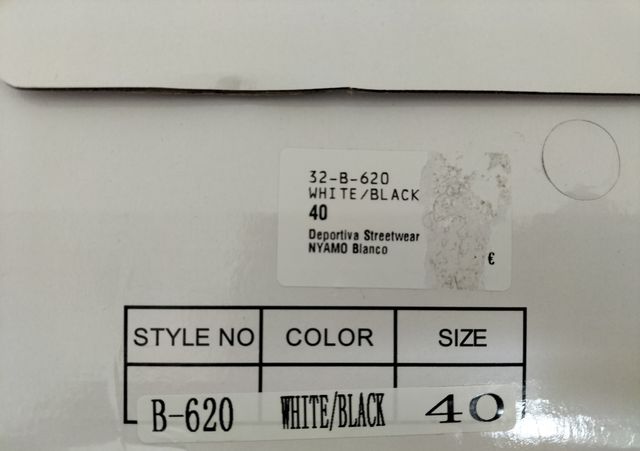 32-B-620
WHITE/BLACK
40
Deportiva Streetwear
NYAMO Blanco
€
STYLE NO COLOR SIZE
B-620 WHITE/BLACK 40